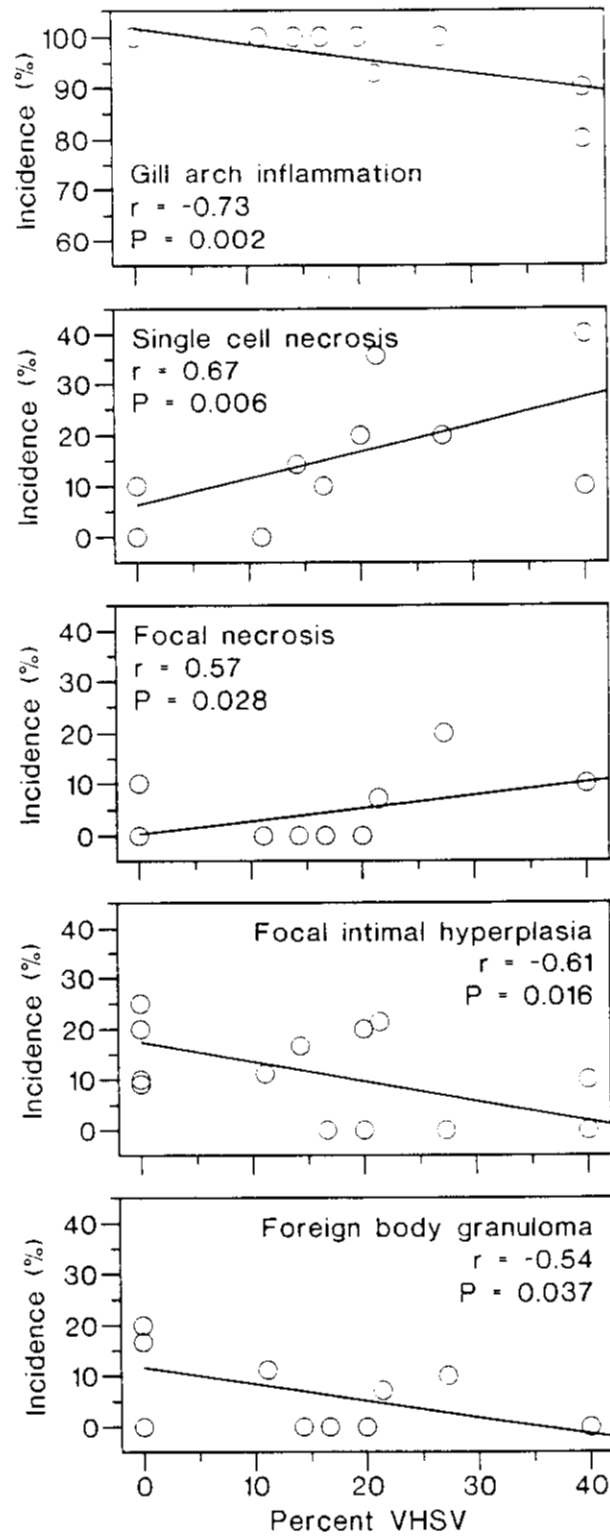 Incidence (%)
100
90
80
70
60
Gill arch inflammation
r = -0.73
P = 0.002
Incidence (%)
40
30
20
10
0
Single cell necrosis
r = 0.67
P = 0.006
Incidence (%)
40
30
20
10
0
Focal necrosis
r = 0.57
P = 0.028
Incidence (%)
40
30
20
10
0
Focal intimal hyperplasia
r = -0.61
P = 0.016
Incidence (%)
40
30
20
10
0
Foreign body granuloma
r = -0.54
P = 0.037
0 10 20 30 40
Percent VHSV